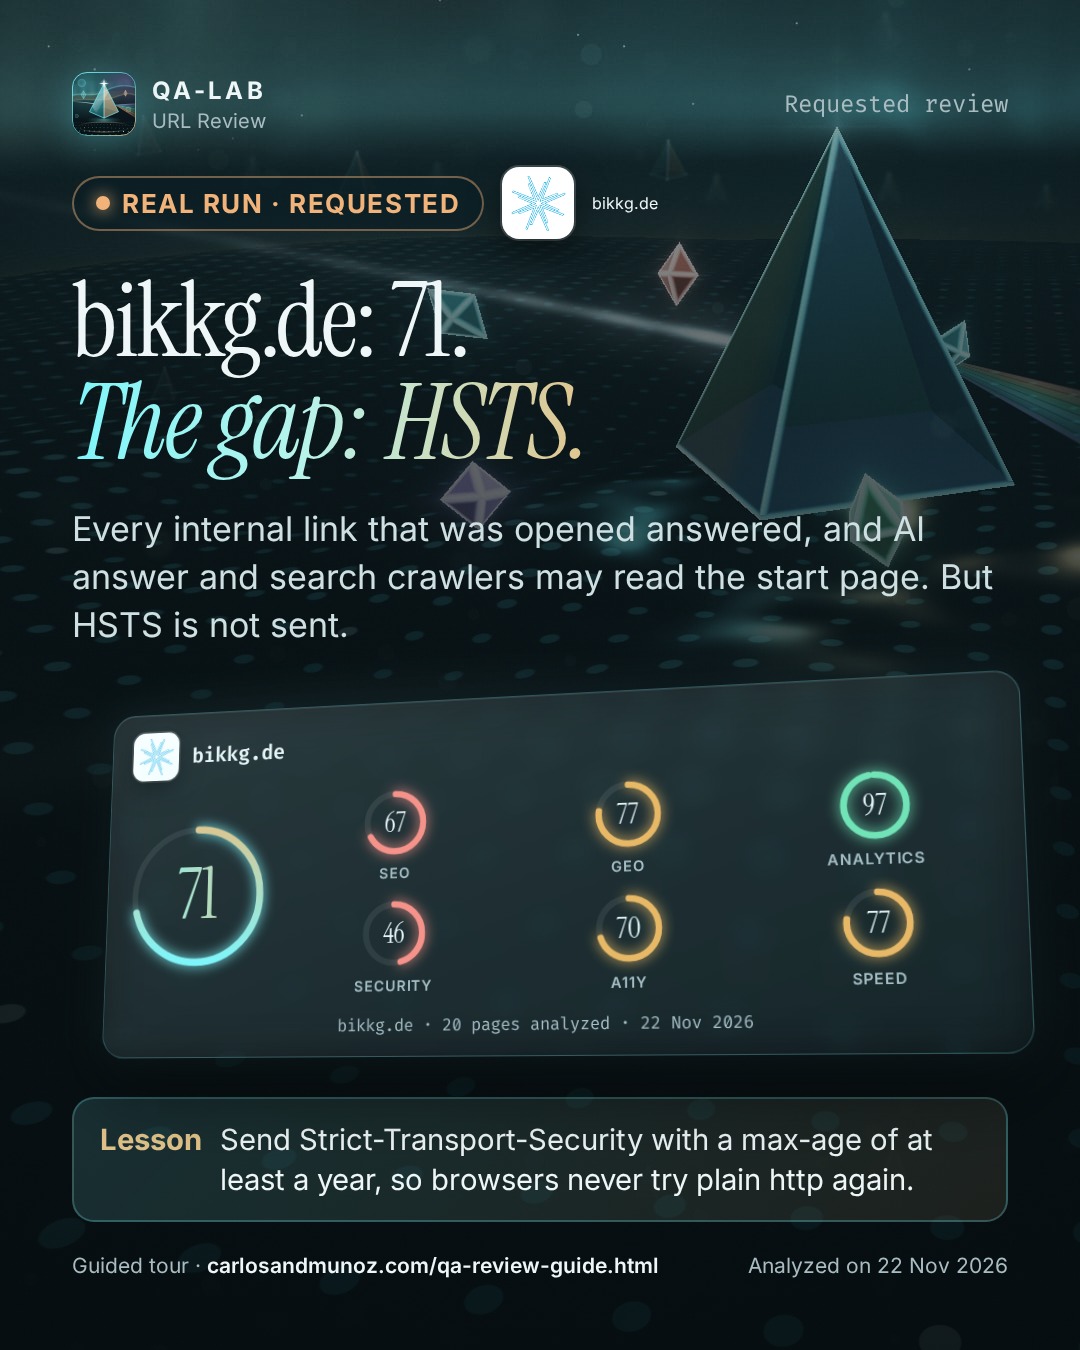 QA-LAB
URL Review
Requested review
REAL RUN · REQUESTED
bikkg.de
bikkg.de: 71.
The gap: HSTS.
Every internal link that was opened answered, and AI
answer and search crawlers may read the start page. But
HSTS is not sent.
bikkg.de
71
67
SEO
77
GEO
97
ANALYTICS
46
SECURITY
70
A11Y
77
SPEED
bikkg.de · 20 pages analyzed · 22 Nov 2026
Lesson Send Strict-Transport-Security with a max-age of at
least a year, so browsers never try plain http again.
Guided tour · carlosandmunoz.com/qa-review-guide.html
Analyzed on 22 Nov 2026